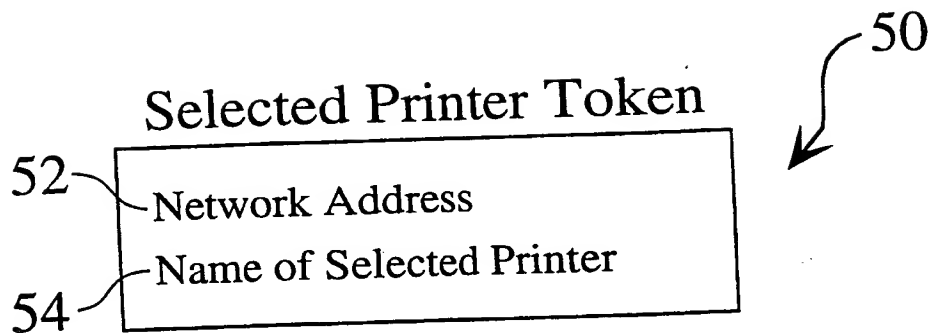 50
Selected Printer Token
52
Network Address
Name of Selected Printer
54